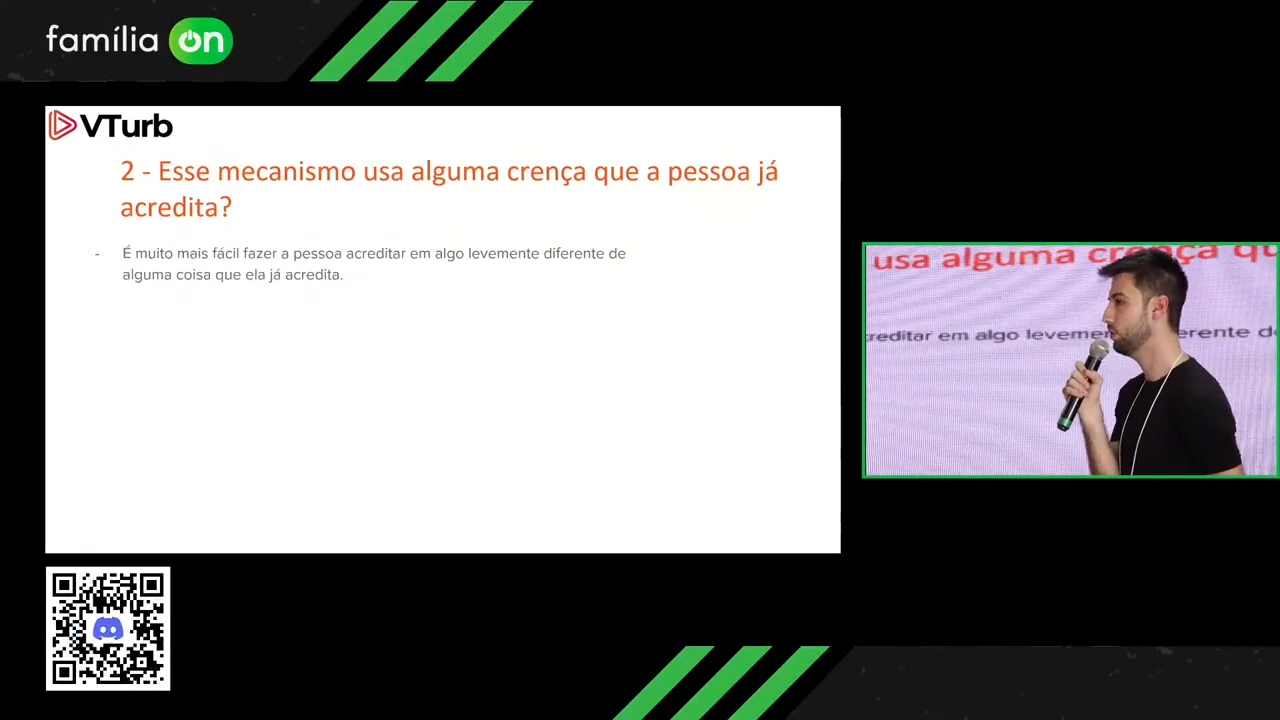 família on
VTurb
2 - Esse mecanismo usa alguma crença que a pessoa já
acredita?
- É muito mais fácil fazer a pessoa acreditar em algo levemente diferente de
alguma coisa que ela já acredita.
usa alguma crença qu
creditar em algo levemen erente de